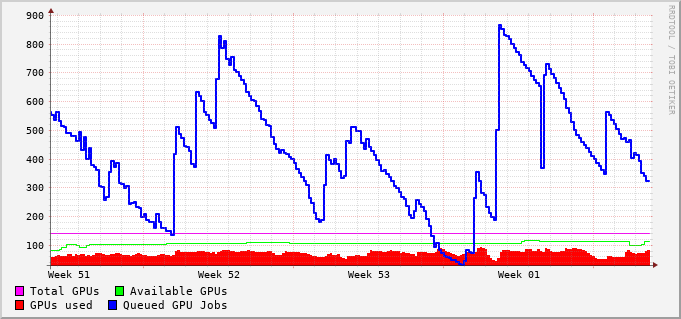 900
800
700
600
500
400
300
200
100
Week 51 Week 52 Week 53 Week 01
Total GPUs Available GPUs
GPUs used Queued GPU Jobs
RRDTOOL / TOBI OETIKER